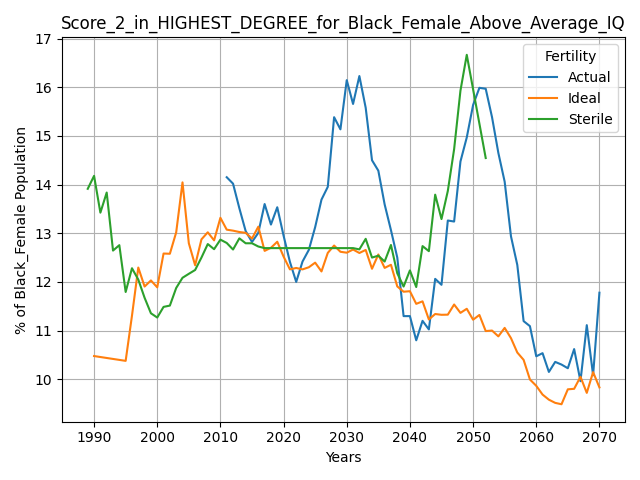 Score_2_in_HIGHEST_DEGREE_for_Black_Female_Above_Average_IQ
Fertility
Actual
Ideal
Sterile
% of Black_Female Population
17
16
15
14
13
12
11
10
1990 2000 2010 2020 2030 2040 2050 2060 2070
Years